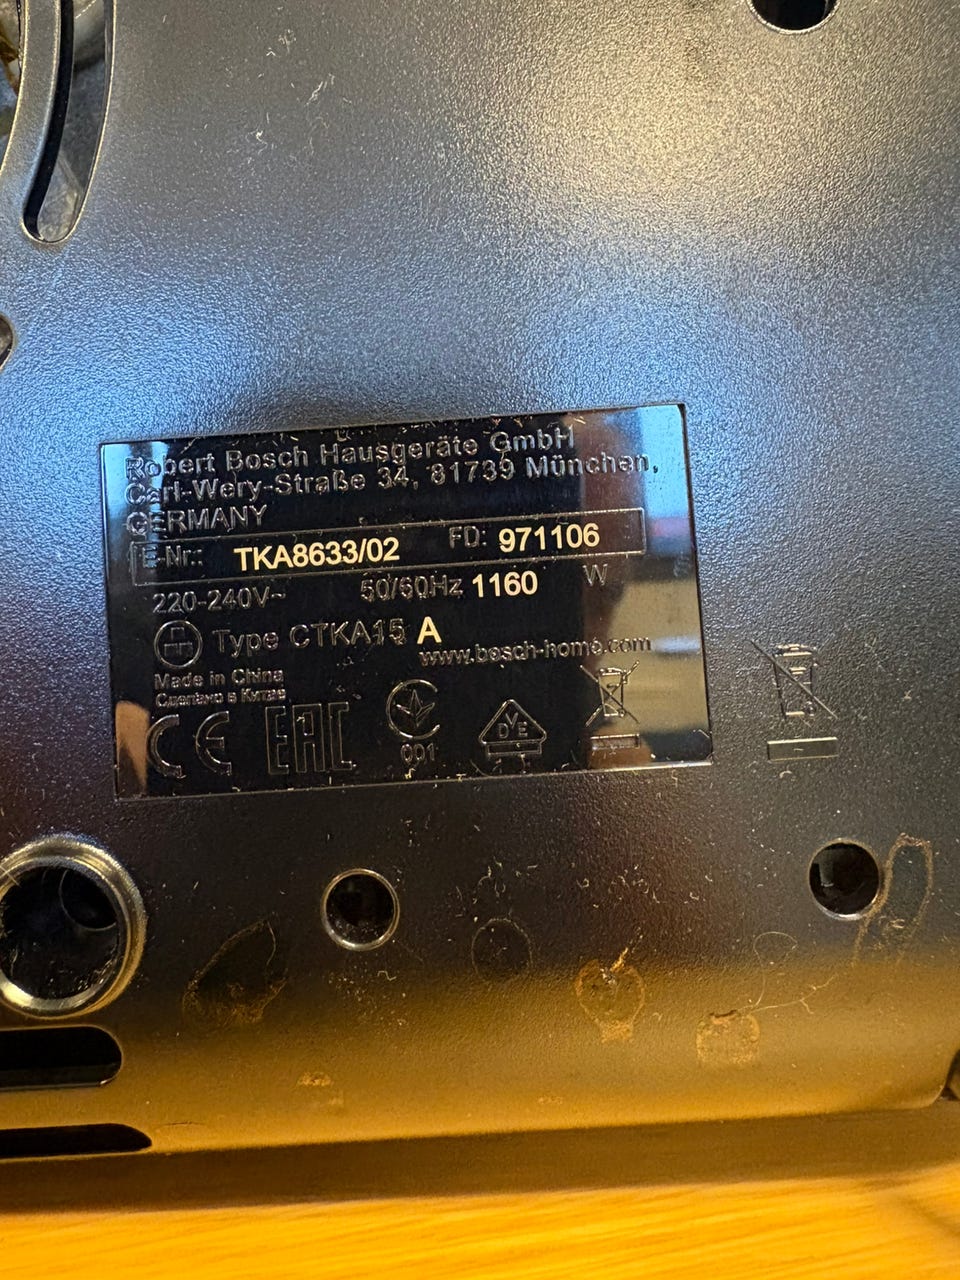 Robert Bosch Hausgeräte GmbH
Carl-Wery-Straße 34, 81739 München,
GERMANY
E-Nr.: TKA8633/02 FD: 971106
220-240V~ 50/60Hz 1160 W
Type CTKA15 A
www.bosch-home.com
Made in China
Сделано в Китае
CE EAC 001 VDE